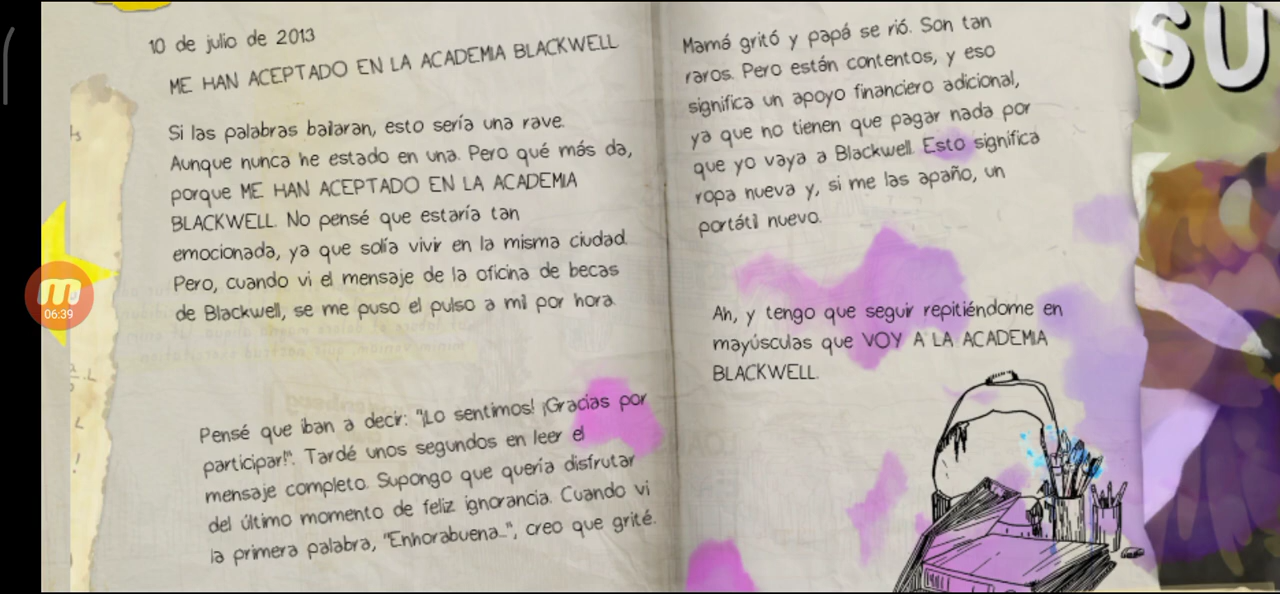 10 de julio de 2013
ME HAN ACEPTADO EN LA ACADEMIA BLACKWELL
Si las palabras bailaran, esto sería una rave.
Aunque nunca he estado en una. Pero qué más da,
porque ME HAN ACEPTADO EN LA ACADEMIA
BLACKWELL. No pensé que estaría tan
emocionada, ya que solía vivir en la misma ciudad.
Pero, cuando vi el mensaje de la oficina de becas
de Blackwell, se me puso el pulso a mil por hora.
Pensé que iban a decir: "¡Lo sentimos! ¡Gracias por
participar!". Tardé unos segundos en leer el
mensaje completo. Supongo que quería disfrutar
del último momento de feliz ignorancia. Cuando vi
la primera palabra, "Enhorabuena...", creo que grité.
Mamá gritó y papá se rió. Son tan
raros. Pero están contentos, y eso
significa un apoyo financiero adicional,
ya que no tienen que pagar nada por
que yo vaya a Blackwell. Esto significa
ropa nueva y, si me las apaño, un
portátil nuevo.
Ah, y tengo que seguir repitiéndome en
mayúsculas que VOY A LA ACADEMIA
BLACKWELL.
SU
06:39